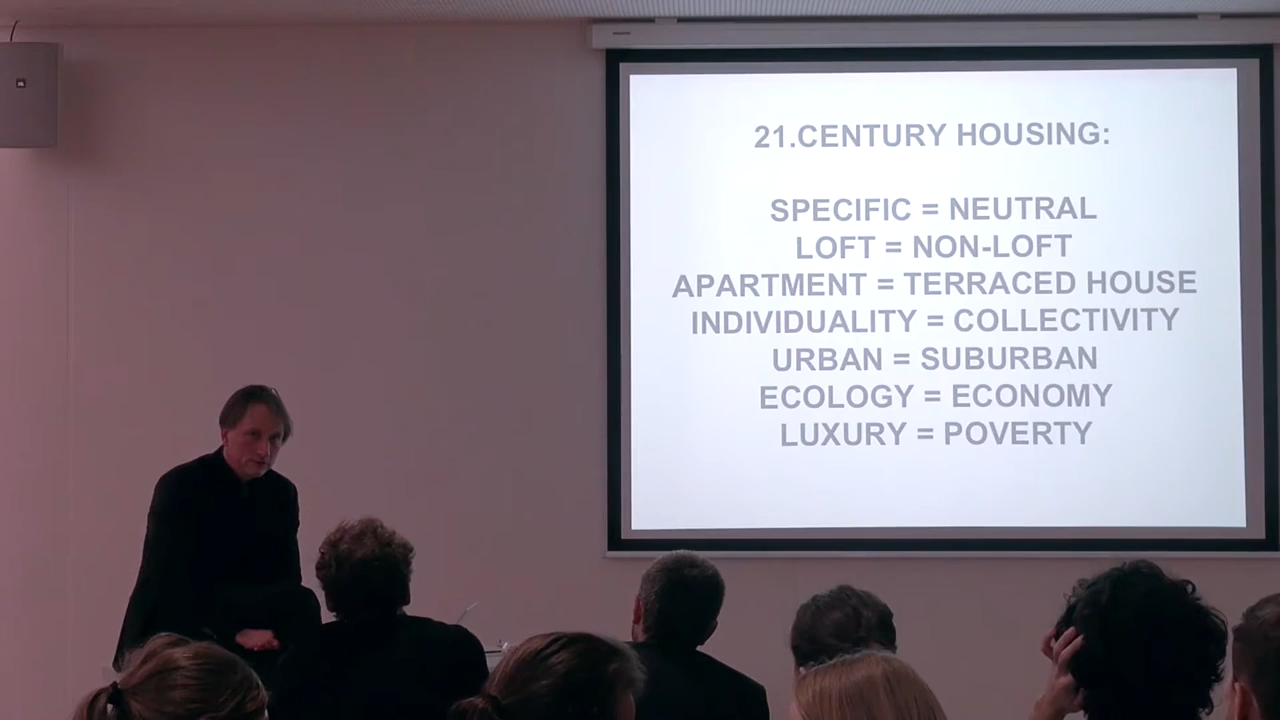 21.CENTURY HOUSING:
SPECIFIC = NEUTRAL
LOFT = NON-LOFT
APARTMENT = TERRACED HOUSE
INDIVIDUALITY = COLLECTIVITY
URBAN = SUBURBAN
ECOLOGY = ECONOMY
LUXURY = POVERTY